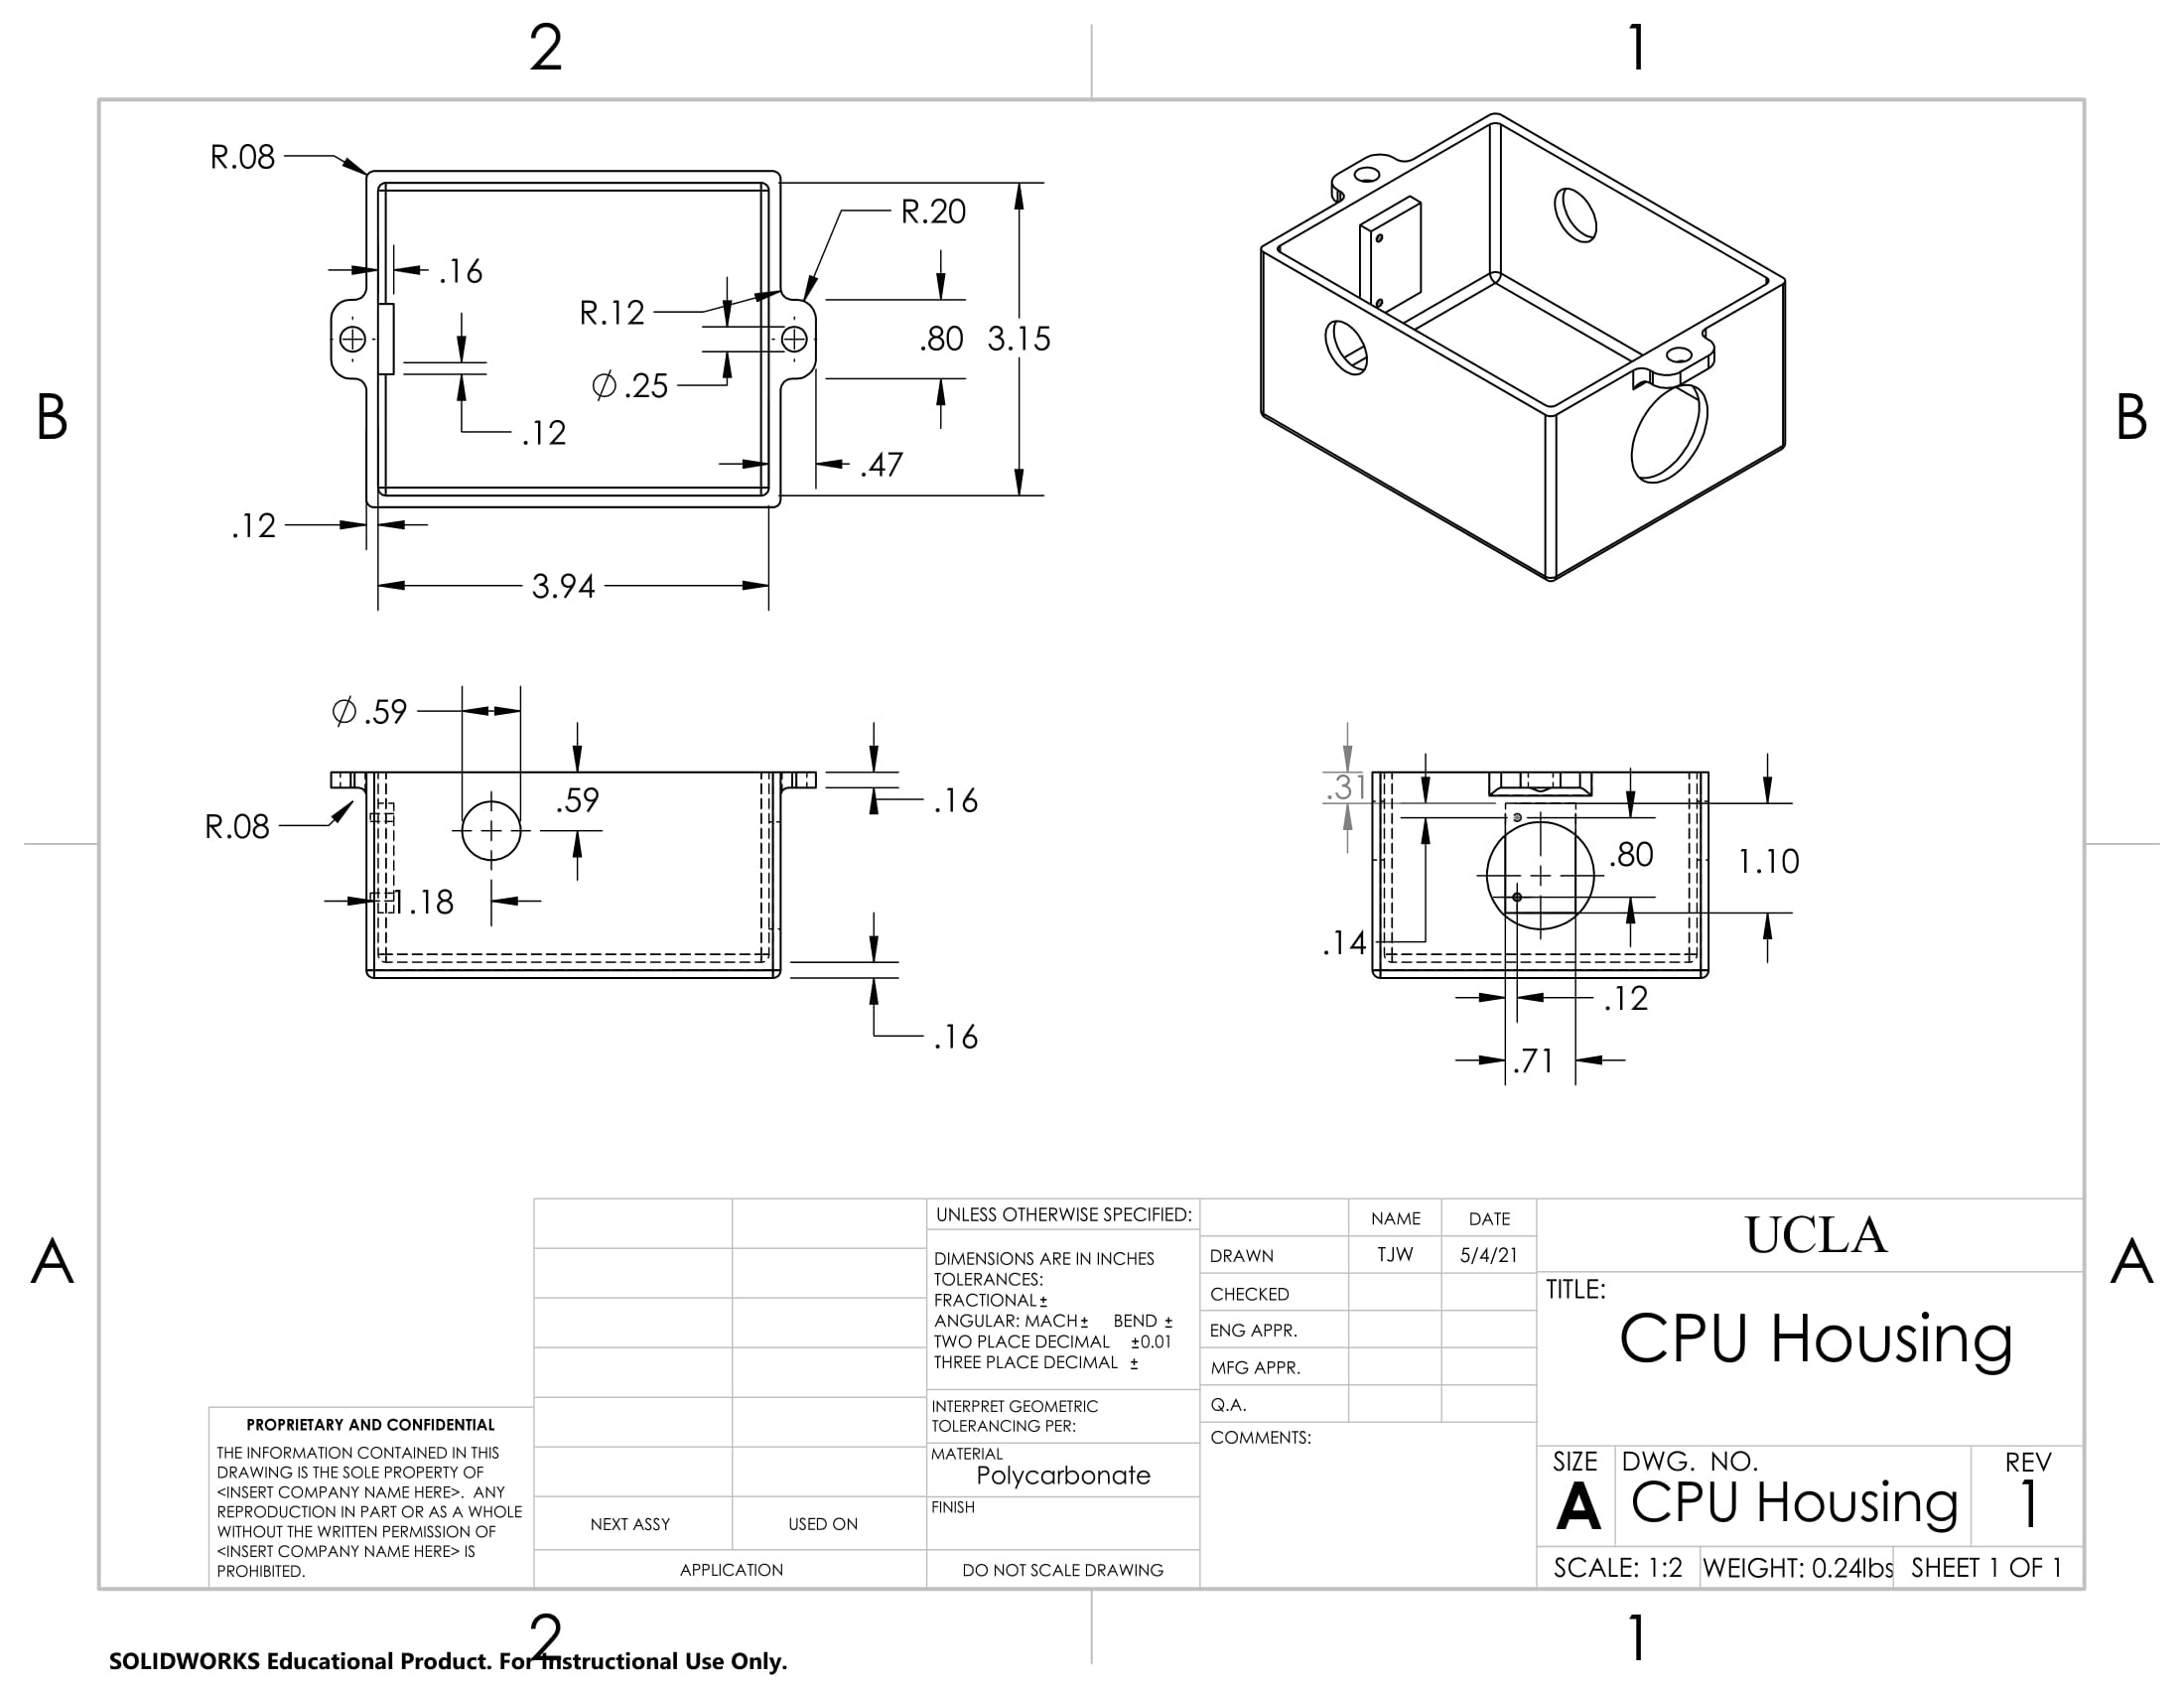 2
1
R.08
R.20
.16
R.12
.80
3.15
Ø.25
B
B
.12
.47
.12
3.94
Ø.59
.59
.16
R.08
1.18
.16
.31
.80
1.10
.14
.12
.71
A
A
UNLESS OTHERWISE SPECIFIED:
DIMENSIONS ARE IN INCHES
TOLERANCES:
FRACTIONAL±
ANGULAR: MACH± BEND ±
TWO PLACE DECIMAL ±0.01
THREE PLACE DECIMAL ±
INTERPRET GEOMETRIC
TOLERANCING PER:
MATERIAL
Polycarbonate
FINISH
DO NOT SCALE DRAWING
NAME DATE
DRAWN TJW 5/4/21
CHECKED
ENG APPR.
MFG APPR.
Q.A.
COMMENTS:
UCLA
TITLE:
CPU Housing
SIZE DWG. NO. REV
A CPU Housing 1
SCALE: 1:2 WEIGHT: 0.24lbs SHEET 1 OF 1
PROPRIETARY AND CONFIDENTIAL
THE INFORMATION CONTAINED IN THIS
DRAWING IS THE SOLE PROPERTY OF
<INSERT COMPANY NAME HERE>. ANY
REPRODUCTION IN PART OR AS A WHOLE
WITHOUT THE WRITTEN PERMISSION OF
<INSERT COMPANY NAME HERE> IS
PROHIBITED.
NEXT ASSY USED ON
APPLICATION
2
1
SOLIDWORKS Educational Product. For Instructional Use Only.